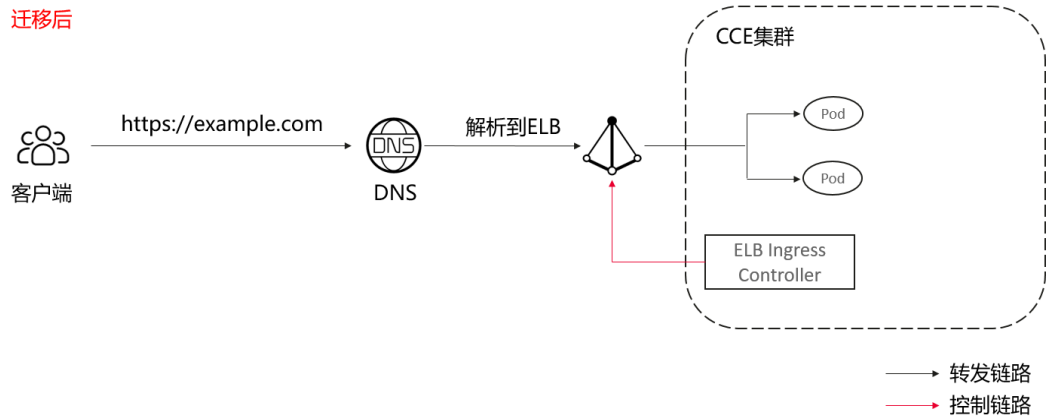 迁移后
CCE集群
https://example.com
解析到ELB
DNS
Pod
Pod
客户端
DNS
ELB Ingress
Controller
转发链路
控制链路